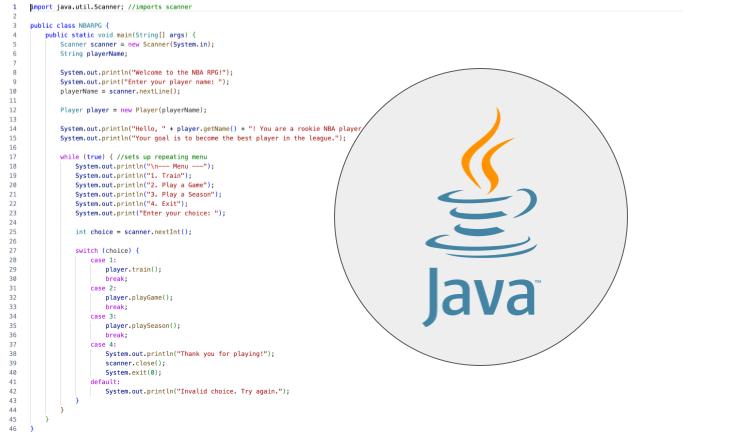 1 import java.util.Scanner; //imports scanner
2
3 public class NBARPG {
4 public static void main(String[] args) {
5 Scanner scanner = new Scanner(System.in);
6 String playerName;
7
8 System.out.println("Welcome to the NBA RPG!");
9 System.out.print("Enter your player name: ");
10 playerName = scanner.nextLine();
11
12 Player player = new Player(playerName);
13
14 System.out.println("Hello, " + player.getName() + "! You are a rookie NBA player
15 System.out.println("Your goal is to become the best player in the league.");
16
17 while (true) { //sets up repeating menu
18 System.out.println("\n--- Menu ---");
19 System.out.println("1. Train");
20 System.out.println("2. Play a Game");
21 System.out.println("3. Play a Season");
22 System.out.println("4. Exit");
23 System.out.print("Enter your choice: ");
24
25 int choice = scanner.nextInt();
26
27 switch (choice) {
28 case 1:
29 player.train();
30 break;
31 case 2:
32 player.playGame();
33 break;
34 case 3:
35 player.playSeason();
36 break;
37 case 4:
38 System.out.println("Thank you for playing!");
39 scanner.close();
40 System.exit(0);
41 default:
42 System.out.println("Invalid choice. Try again.");
43 }
44 }
45 }
46 }
Java™